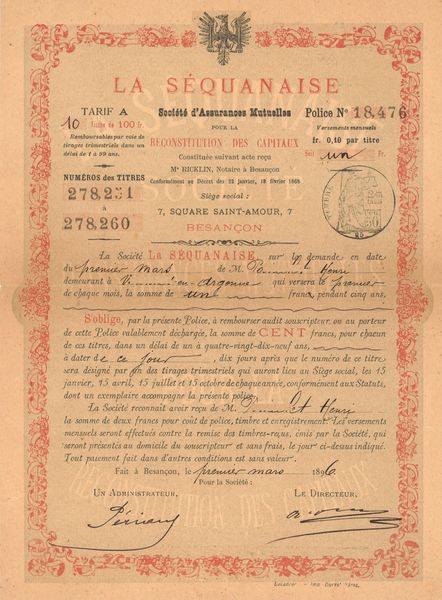 LA SÉQUANAISE
TARIF A
10 Titres de 100 fr.
Remboursables par voie de
tirages trimestriels dans un
délai de 1 à 99 ans.
NUMÉROS DES TITRES
278,251
à
278,260
Société d'Assurances Mutuelles
POUR LA
RECONSTITUTION DES CAPITAUX
Constituée suivant acte reçu
Me RICKLIN, Notaire à Besançon
Conformément au Décret des 22 janvier, 18 février 1868
Siège social :
7, SQUARE SAINT-AMOUR, 7
BESANÇON
Police No 18,476
Versements mensuels
fr. 0,10 par titre
Soit un
La Société La SÉQUANAISE sur la demande en date
du premier mars de M. Henri
demeurant à en Argonne qui versera le premier
de chaque mois, la somme de un franc pendant cinq ans,
S'oblige, par la présente Police, à rembourser audit souscripteur ou au porteur
de cette Police valablement déchargée, la somme de CENT francs, pour chacun
de ces titres, dans un délai de un à quatre-vingt-dix-neuf ans
à dater de ce jour, dix jours après que le numéro de ce titre
sera désigné par un des tirages trimestriels qui auront lieu au Siège social, les 15
janvier, 15 avril, 15 juillet et 15 octobre de chaque année, conformément aux Statuts,
dont un exemplaire accompagne la présente police.
La Société reconnaît avoir reçu de M. Henri
la somme de deux francs pour coût de police, timbre et enregistrement. Les versements
mensuels seront effectués contre la remise des timbres-reçus, émis par la Société, qui
seront présentés au domicile du souscripteur et sans frais, le jour ci-dessus indiqué.
Tout paiement fait dans d'autres conditions est sans valeur.
Fait à Besançon, le premier mars 1896
Pour la Société :
UN ADMINISTRATEUR,
LE DIRECTEUR,